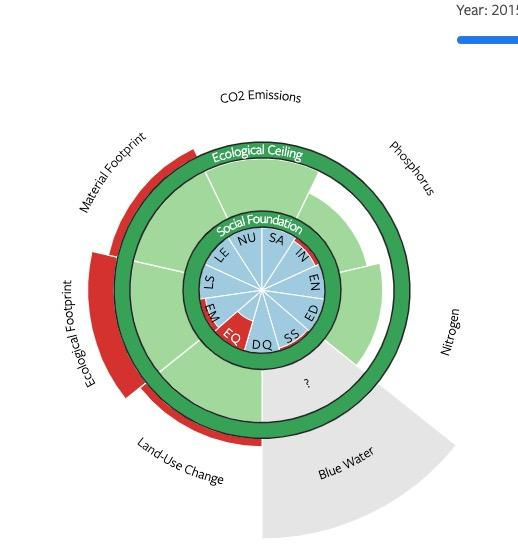 Year: 2015
CO2 Emissions
Phosphorus
Nitrogen
Blue Water
Land-Use Change
Ecological Footprint
Material Footprint
Ecological Ceiling
Social Foundation
SA
IN
EN
ED
SS
DQ
EQ
EM
LS
LE
NU
?